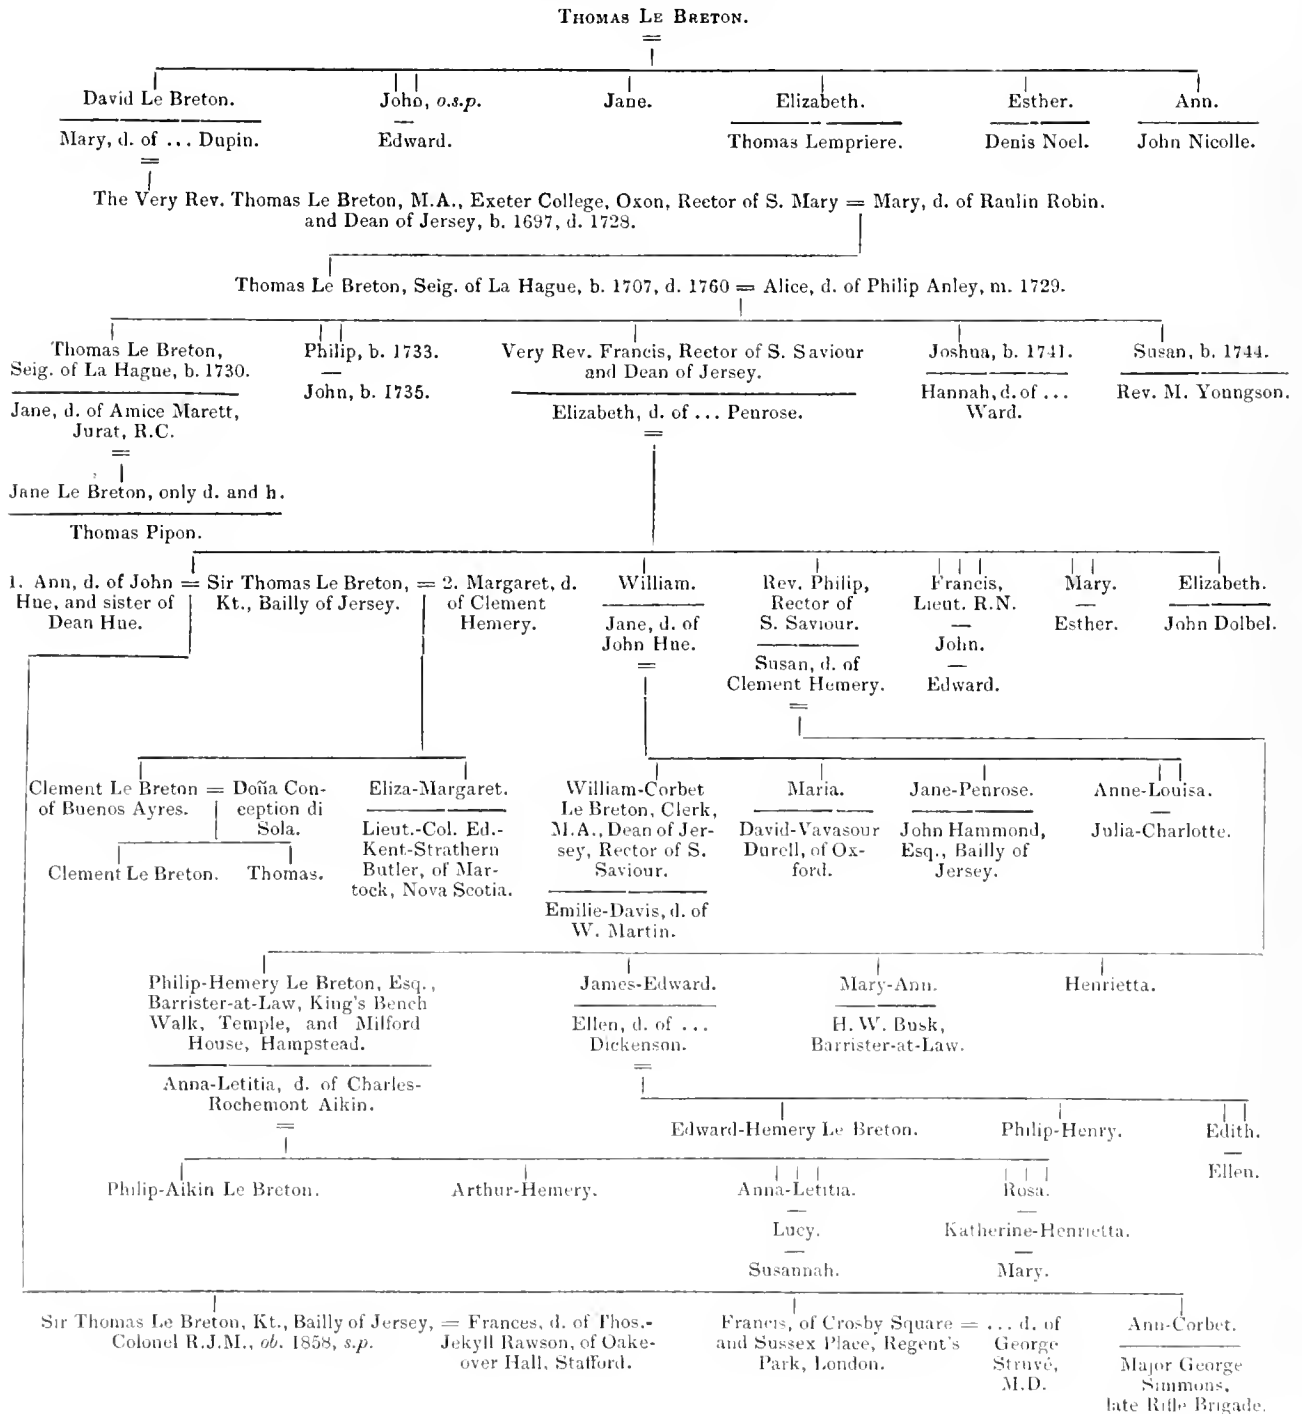 THOMAS LE BRETON.
David Le Breton.
Mary, d. of ... Dupin.
John, o.s.p.
Edward.
Jane.
Elizabeth.
Thomas Lempriere.
Esther.
Denis Noel.
Ann.
John Nicolle.
The Very Rev. Thomas Le Breton, M.A., Exeter College, Oxon, Rector of S. Mary = Mary, d. of Raulin Robin.
and Dean of Jersey, b. 1697, d. 1728.
Thomas Le Breton, Seig. of La Hague, b. 1707, d. 1760 = Alice, d. of Philip Anley, m. 1729.
Thomas Le Breton,
Seig. of La Hague, b. 1730.
Jane, d. of Amice Marett,
Jurat, R.C.
Philip, b. 1733.
John, b. 1735.
Very Rev. Francis, Rector of S. Saviour
and Dean of Jersey.
Elizabeth, d. of ... Penrose.
Joshua, b. 1741.
Hannah, d. of ...
Ward.
Susan, b. 1744.
Rev. M. Youngson.
Jane Le Breton, only d. and h.
Thomas Pipon.
1. Ann, d. of John
Hue, and sister of
Dean Hue.
= Sir Thomas Le Breton, =
Kt., Bailly of Jersey.
2. Margaret, d.
of Clement
Hemery.
William.
Jane, d. of
John Hue.
Rev. Philip,
Rector of
S. Saviour.
Susan, d. of
Clement Hemery.
Francis,
Lieut. R.N.
John.
Edward.
Mary.
Esther.
Elizabeth.
John Dolbel.
Clement Le Breton =
of Buenos Ayres.
Doña Con-
ception di
Sola.
Clement Le Breton.
Thomas.
Eliza-Margaret.
Lieut.-Col. Ed.-
Kent-Strathern
Butler, of Mar-
tock, Nova Scotia.
William-Corbet
Le Breton, Clerk,
M.A., Dean of Jer-
sey, Rector of S.
Saviour.
Emilie-Davis, d. of
W. Martin.
Maria.
David-Vavasour
Durell, of Ox-
ford.
Jane-Penrose.
John Hammond,
Esq., Bailly of
Jersey.
Anne-Louisa.
Julia-Charlotte.
Philip-Hemery Le Breton, Esq.,
Barrister-at-Law, King's Bench
Walk, Temple, and Milford
House, Hampstead.
Anna-Letitia, d. of Charles-
Rochemont Aikin.
James-Edward.
Ellen, d. of ...
Dickenson.
Mary-Ann.
H. W. Busk,
Barrister-at-Law.
Henrietta.
Edward-Hemery Le Breton.
Philip-Henry.
Edith.
Ellen.
Philip-Aikin Le Breton.
Arthur-Hemery.
Anna-Letitia.
Lucy.
Susannah.
Rosa.
Katherine-Henrietta.
Mary.
Sir Thomas Le Breton, Kt., Bailly of Jersey, =
Colonel R.J.M., ob. 1858, s.p.
Frances, d. of Thos.-
Jekyll Rawson, of Oake-
over Hall, Stafford.
Francis, of Crosby Square =
and Sussex Place, Regent's
Park, London.
... d. of
George
Struvé,
M.D.
Ann-Corbet.
Major George
Simmons,
late Rifle Brigade.